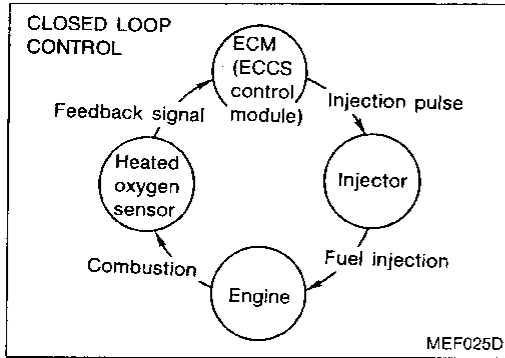 CLOSED LOOP
CONTROL
ECM
(ECCS
control
module)
Injection pulse
Injector
Fuel injection
Engine
Combustion
Heated
oxygen
sensor
Feedback signal
MEF025D